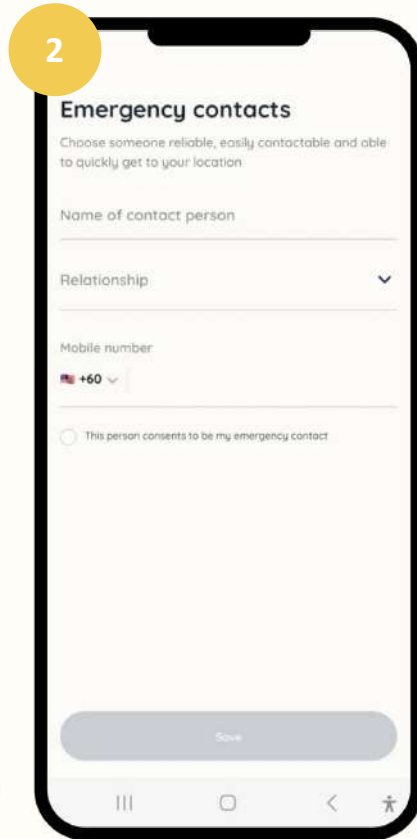 2
Emergency contacts
Choose someone reliable, easily contactable and able
to quickly get to your location
Name of contact person
Relationship
Mobile number
+60
This person consents to be my emergency contact
Save